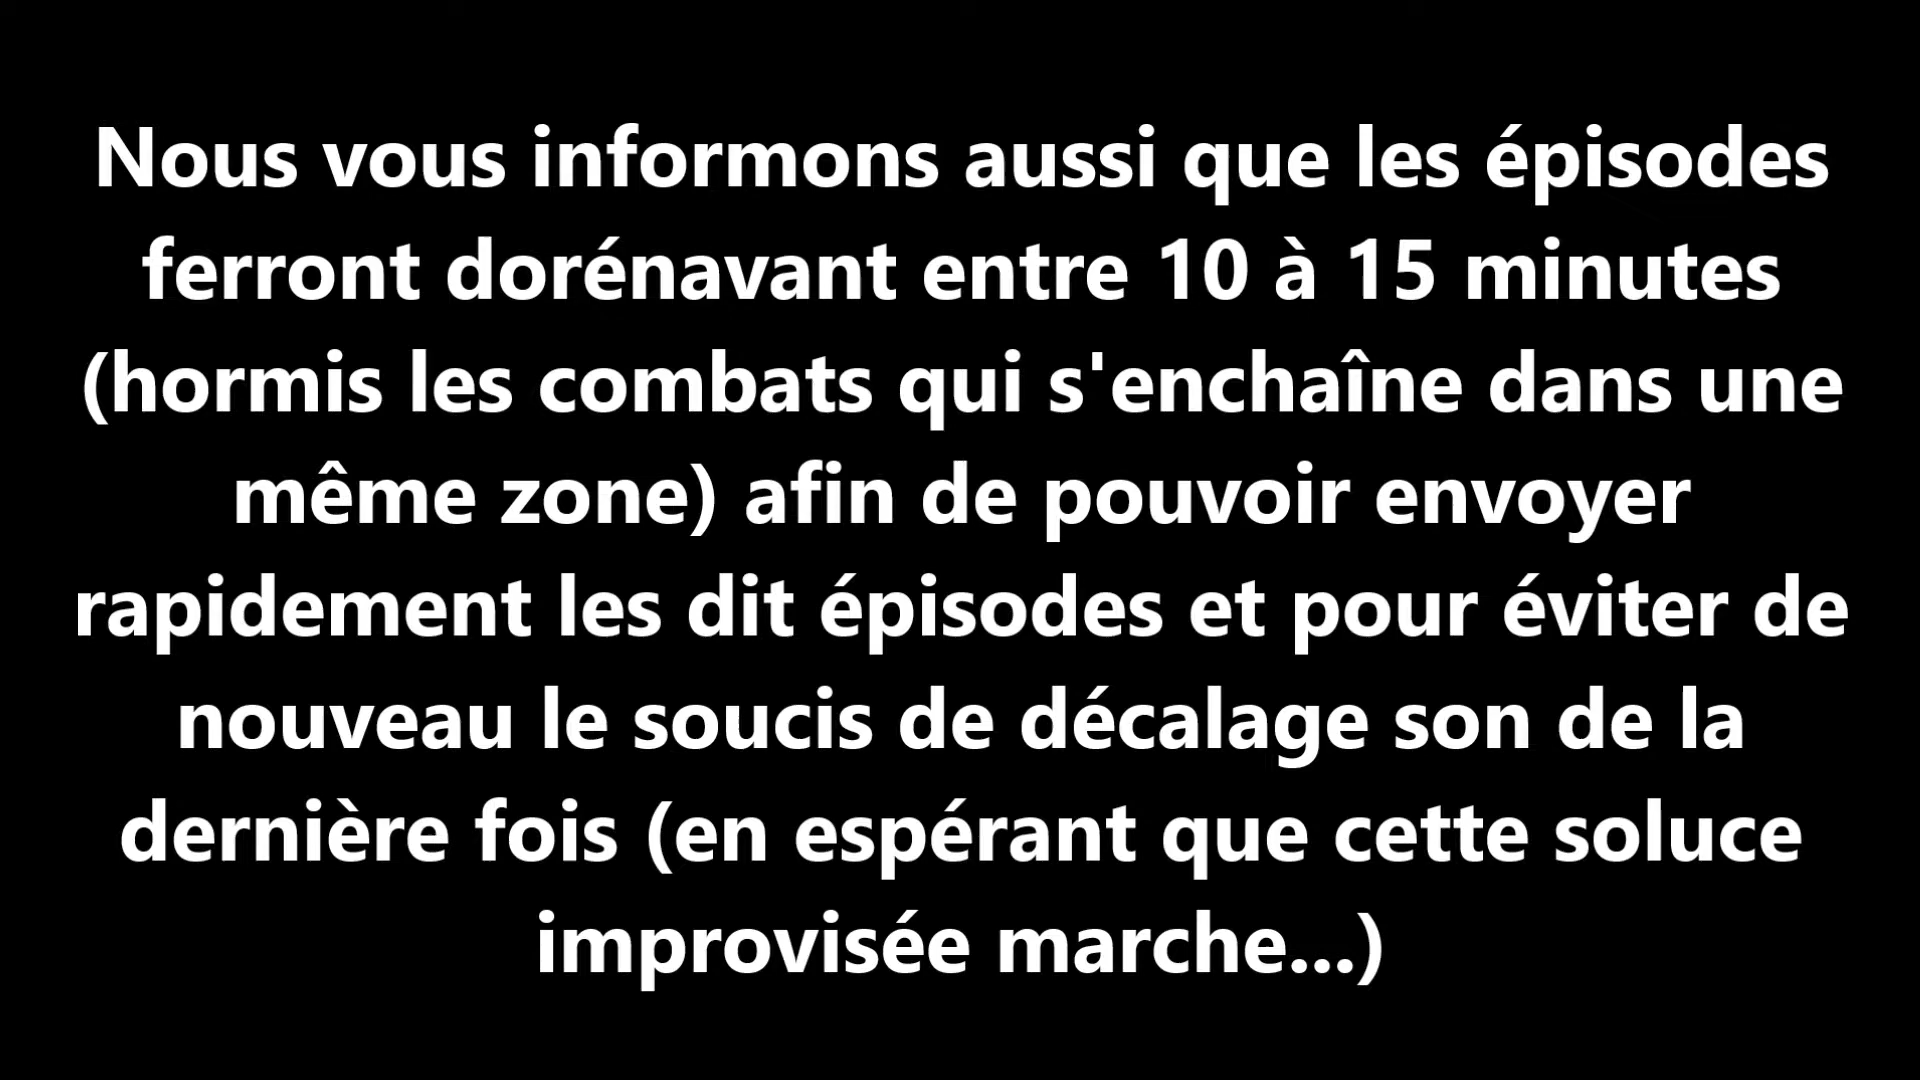 Nous vous informons aussi que les épisodes
ferront dorénavant entre 10 à 15 minutes
(hormis les combats qui s'enchaîne dans une
même zone) afin de pouvoir envoyer
rapidement les dit épisodes et pour éviter de
nouveau le soucis de décalage son de la
dernière fois (en espérant que cette soluce
improvisée marche...)